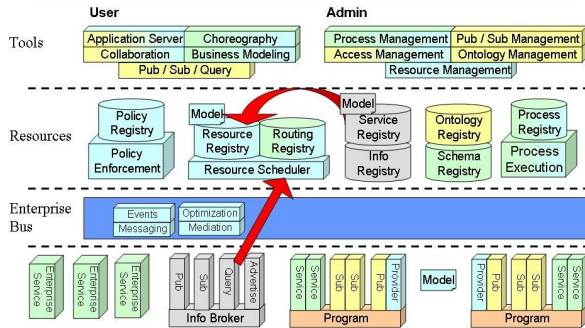 User
Admin
Tools
Application Server
Choreography
Collaboration
Business Modeling
Pub / Sub / Query
Process Management
Pub / Sub Management
Access Management
Ontology Management
Resource Management
Resources
Policy
Registry
Policy
Enforcement
Model
Resource
Registry
Routing
Registry
Resource Scheduler
Model
Service
Registry
Info
Registry
Ontology
Registry
Schema
Registry
Process
Registry
Process
Execution
Enterprise
Bus
Events
Optimization
Messaging
Mediation
Enterprise
Service
Enterprise
Service
Enterprise
Service
Pub
Sub
Query
Advertise
Info Broker
Service
Service
Sub
Sub
Pub
Provider
Program
Model
Provider
Pub
Sub
Sub
Service
Service
Program